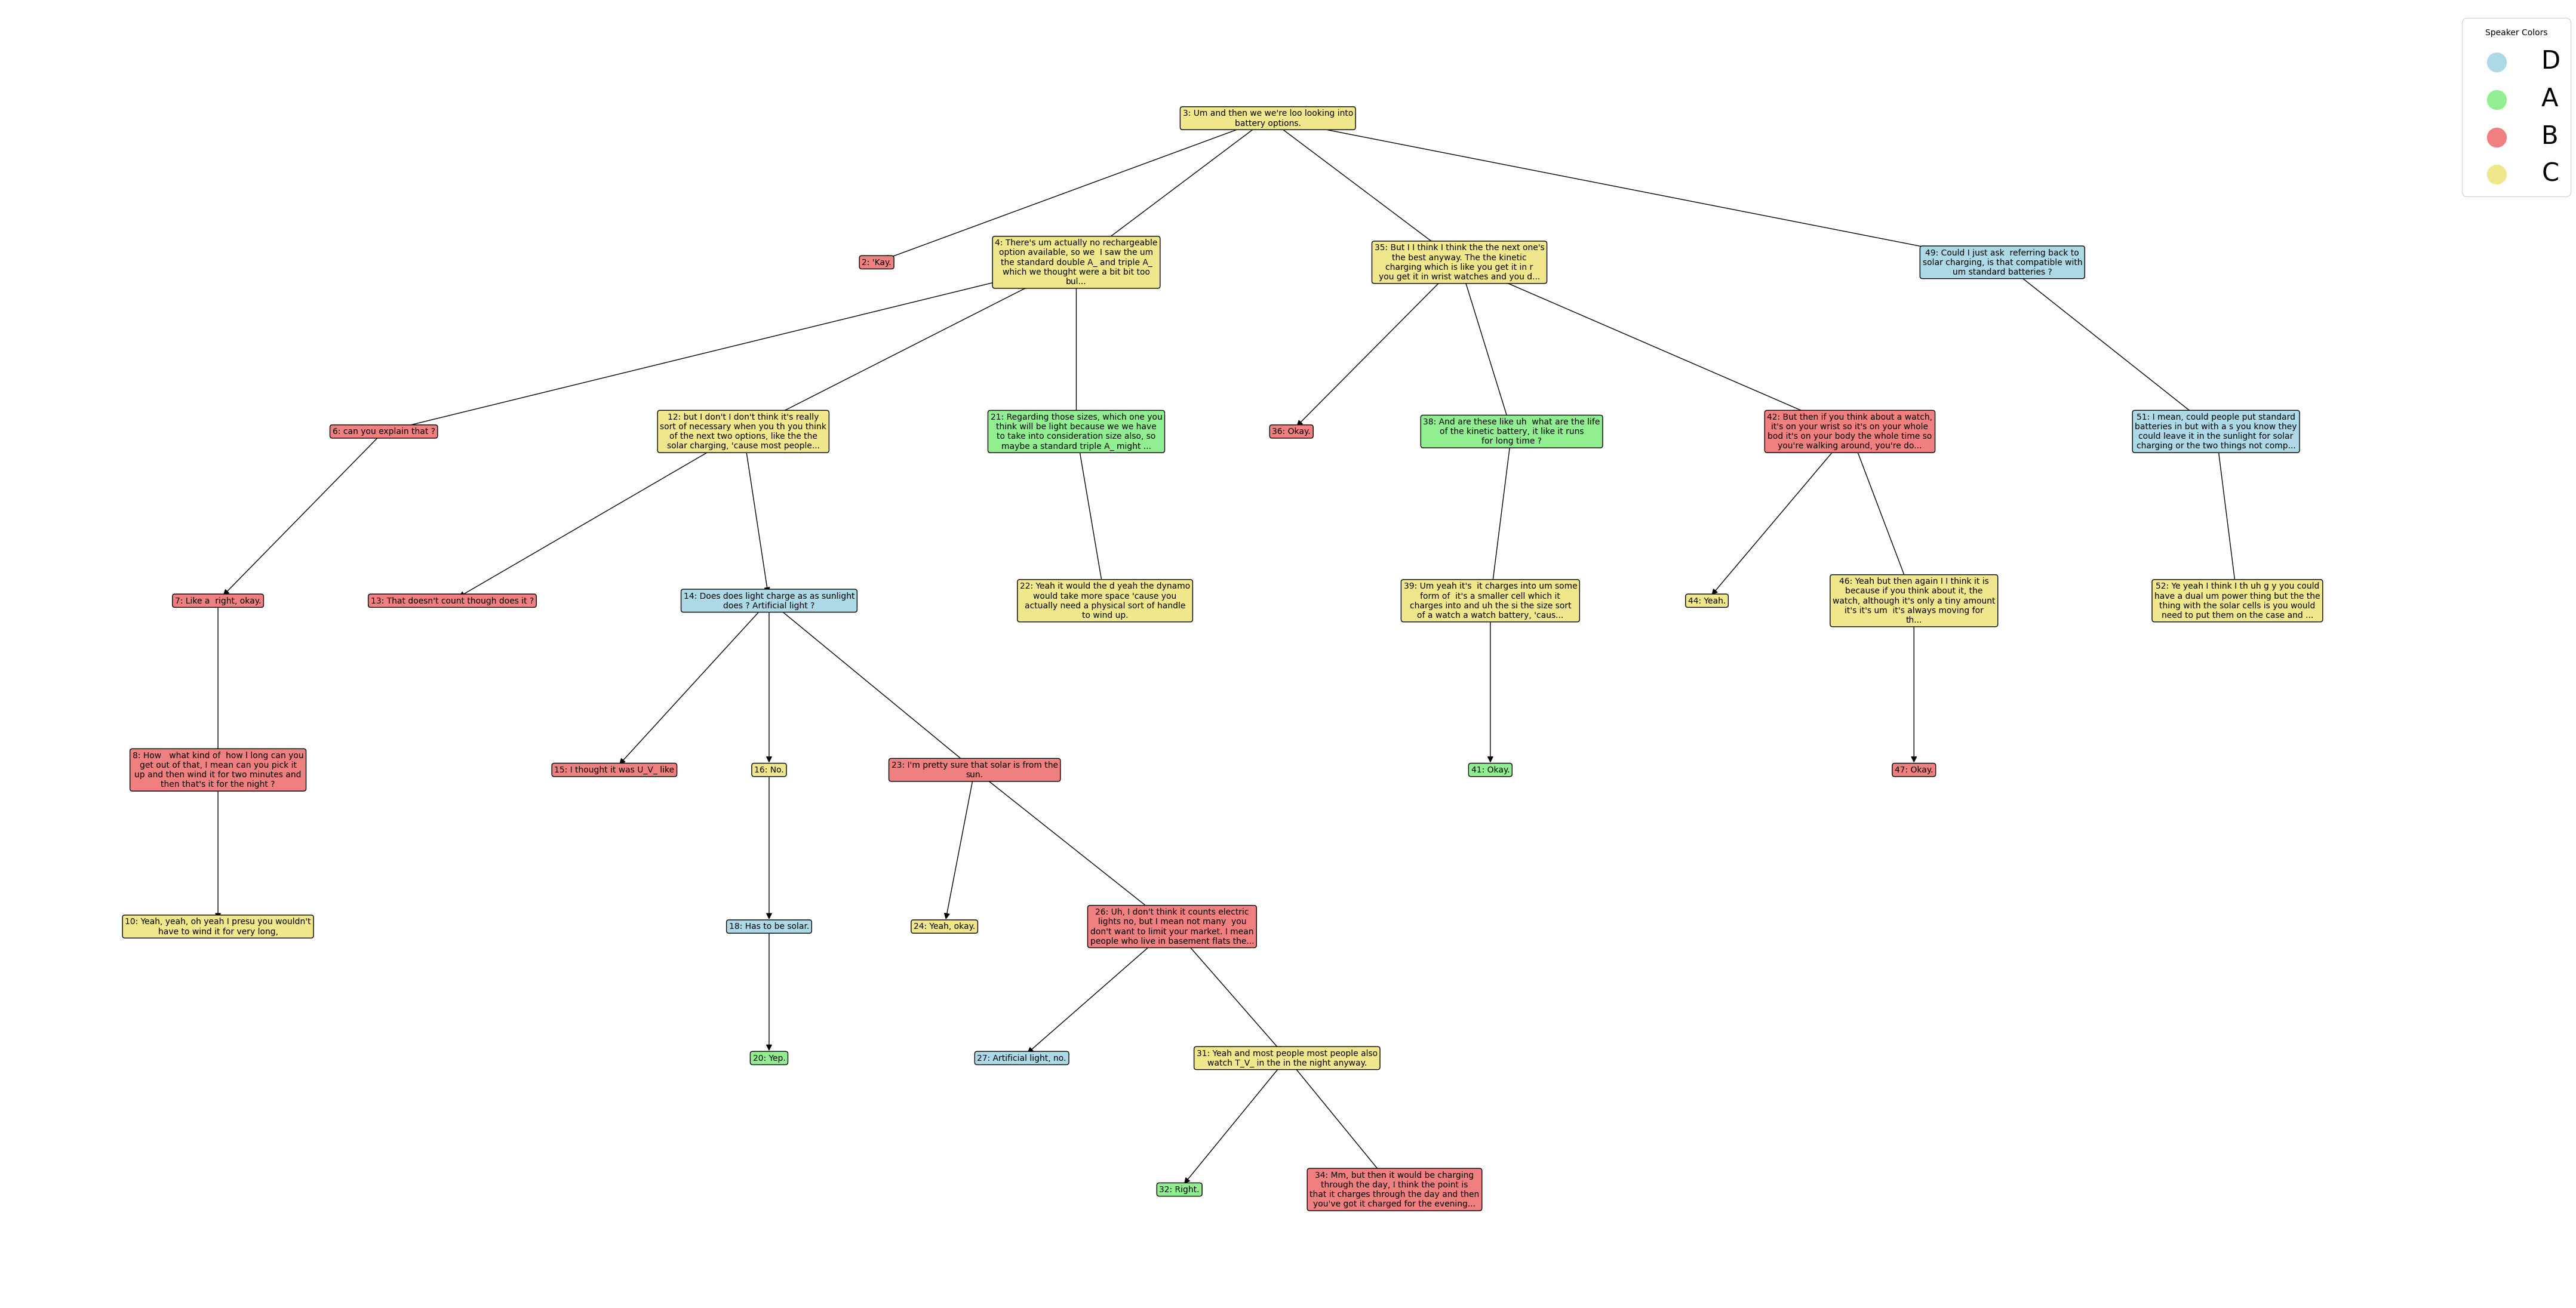 Speaker Colors
D
A
B
C
3: Um and then we we're loo looking into
battery options.
2: 'Kay.
4: There's um actually no rechargeable
option available, so we  I saw the um
the standard double A_ and triple A_
which we thought were a bit bit too
bul...
35: But I I think I think the the next one's
the best anyway. The the kinetic
charging which is like you get it in r
you get it in wrist watches and you d...
49: Could I just ask  referring back to
solar charging, is that compatible with
um standard batteries ?
6: can you explain that ?
12: but I don't I don't think it's really
sort of necessary when you th you think
of the next two options, like the the
solar charging, 'cause most people...
21: Regarding those sizes, which one you
think will be light because we we have
to take into consideration size also, so
maybe a standard triple A_ might ...
36: Okay.
38: And are these like uh  what are the life
of the kinetic battery, it like it runs
for long time ?
42: But then if you think about a watch,
it's on your wrist so it's on your whole
bod it's on your body the whole time so
you're walking around, you're do...
51: I mean, could people put standard
batteries in but with a s you know they
could leave it in the sunlight for solar
charging or the two things not comp...
7: Like a  right, okay.
13: That doesn't count though does it ?
14: Does does light charge as as sunlight
does ? Artificial light ?
22: Yeah it would the d yeah the dynamo
would take more space 'cause you
actually need a physical sort of handle
to wind up.
39: Um yeah it's  it charges into um some
form of  it's a smaller cell which it
charges into and uh the si the size sort
of a watch a watch battery, 'caus...
44: Yeah.
46: Yeah but then again I I think it is
because if you think about it, the
watch, although it's only a tiny amount
it's it's um  it's always moving for
th...
52: Ye yeah I think I th uh g y you could
have a dual um power thing but the the
thing with the solar cells is you would
need to put them on the case and ...
8: How   what kind of  how l long can you
get out of that, I mean can you pick it
up and then wind it for two minutes and
then that's it for the night ?
15: I thought it was U_V_ like
16: No.
23: I'm pretty sure that solar is from the
sun.
41: Okay.
47: Okay.
10: Yeah, yeah, oh yeah I presu you wouldn't
have to wind it for very long,
18: Has to be solar.
24: Yeah, okay.
26: Uh, I don't think it counts electric
lights no, but I mean not many  you
don't want to limit your market. I mean
people who live in basement flats the...
20: Yep.
27: Artificial light, no.
31: Yeah and most people most people also
watch T_V_ in the in the night anyway.
32: Right.
34: Mm, but then it would be charging
through the day, I think the point is
that it charges through the day and then
you've got it charged for the evening...